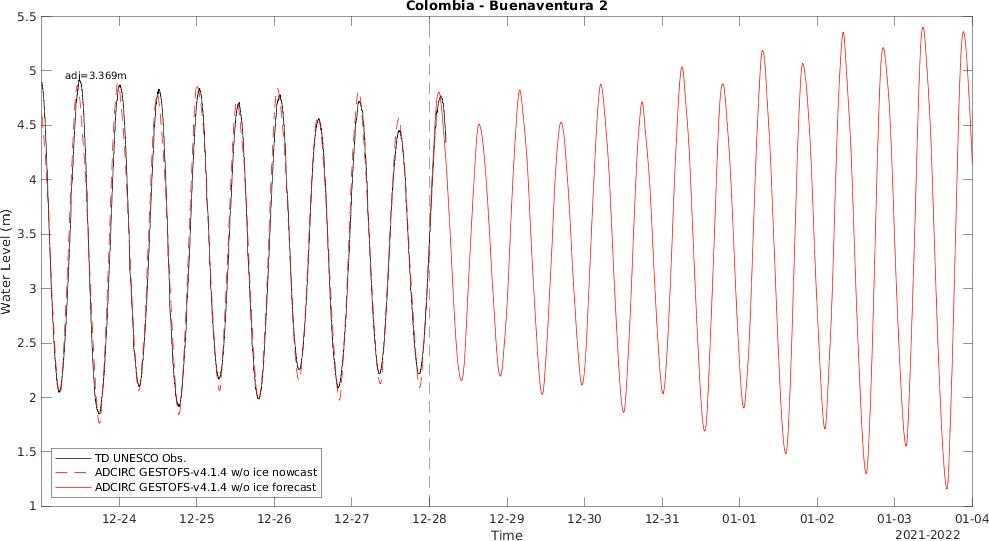 Colombia - Buenaventura 2
adj=3.369m
5.5
5
4.5
4
3.5
3
2.5
2
1.5
1
Water Level (m)
TD UNESCO Obs.
ADCIRC GESTOFS-v4.1.4 w/o ice nowcast
ADCIRC GESTOFS-v4.1.4 w/o ice forecast
12-24 12-25 12-26 12-27 12-28 12-29 12-30 12-31 01-01 01-02 01-03 01-04
Time
2021-2022